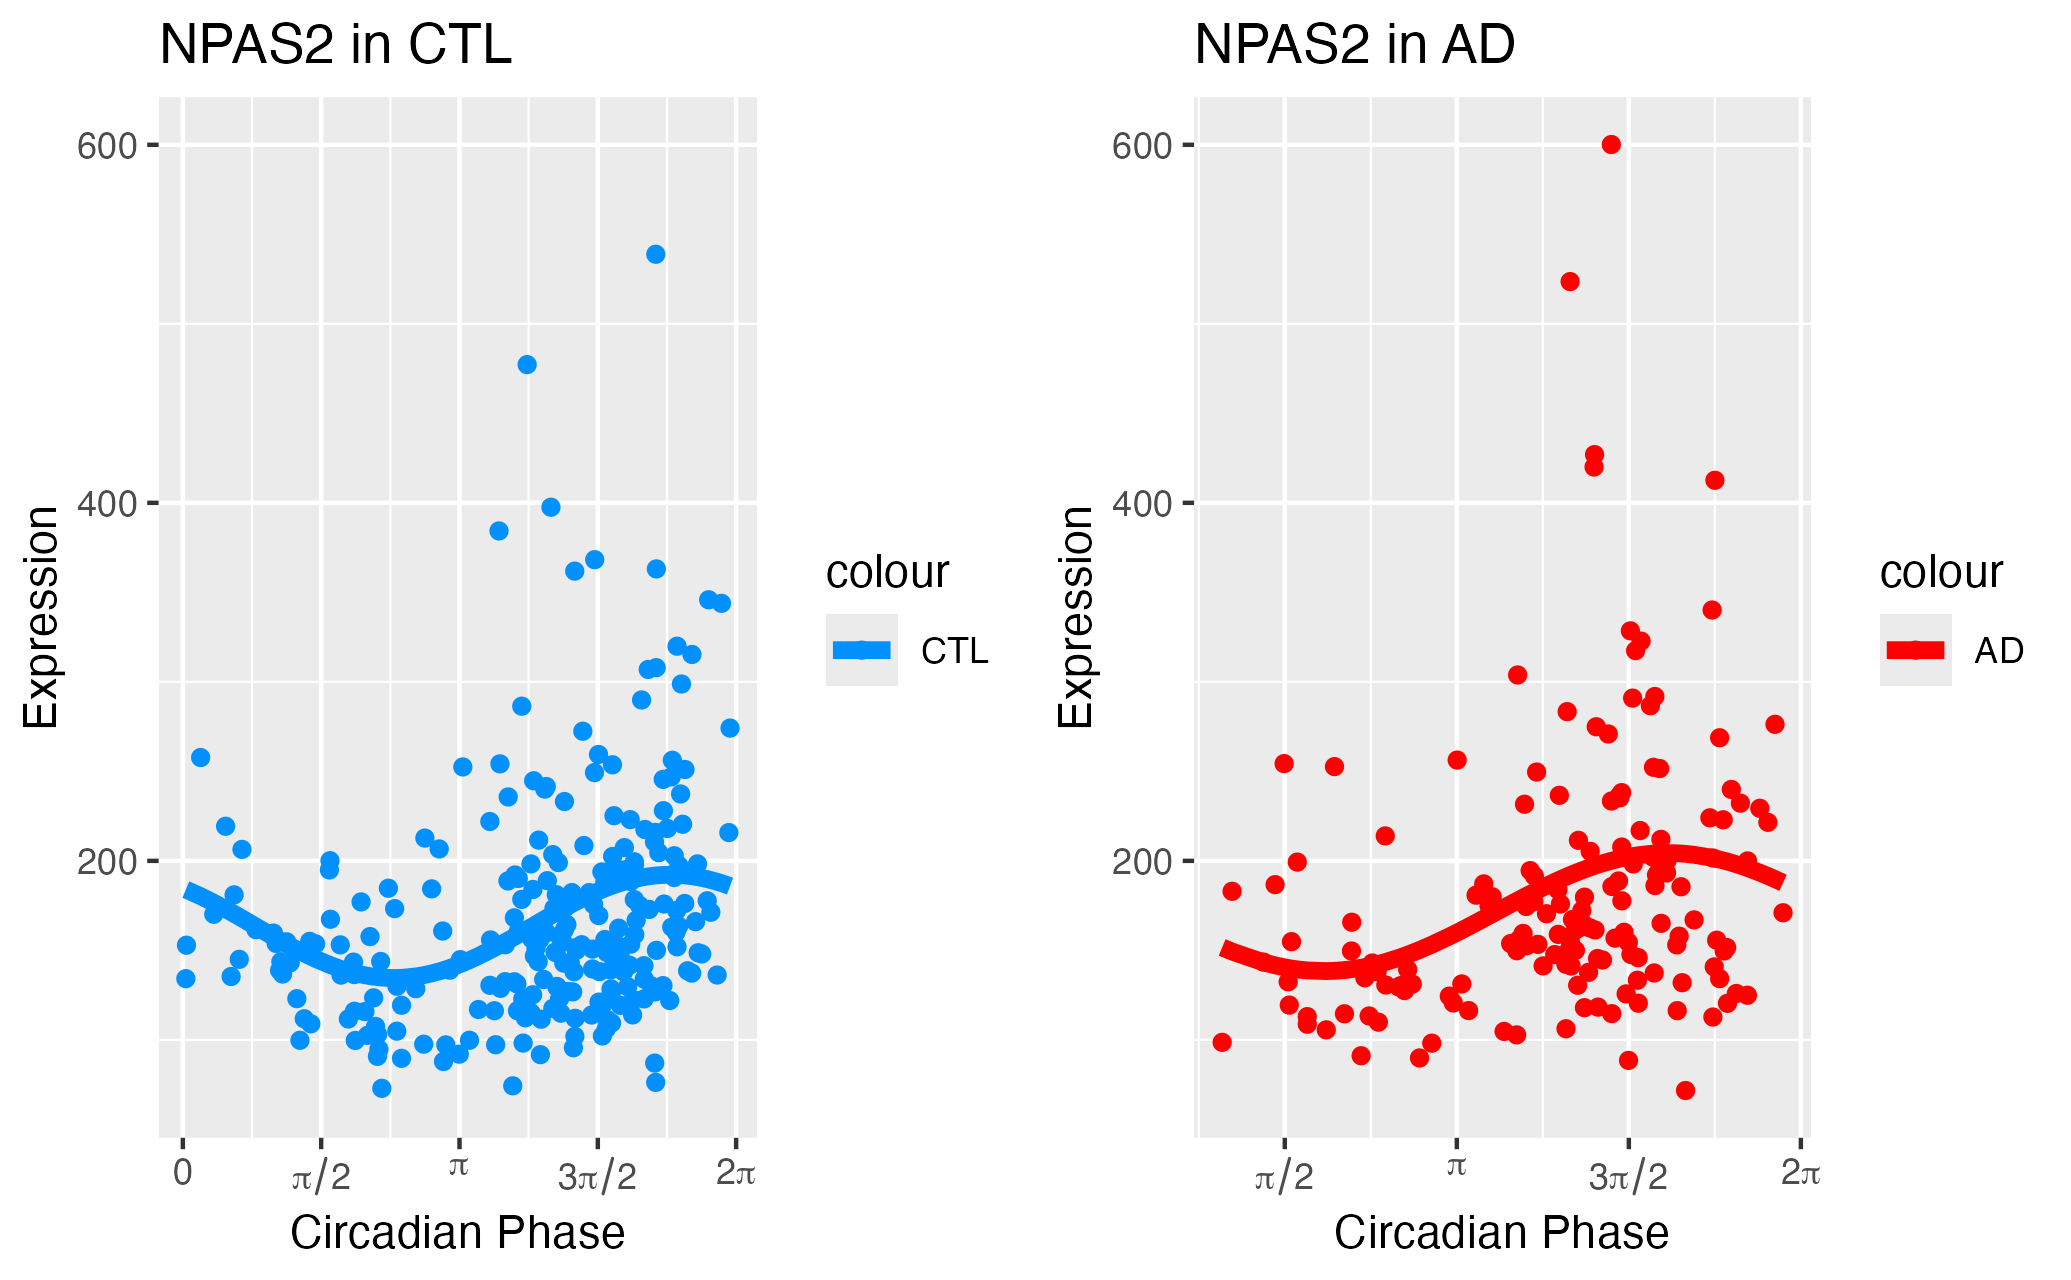 NPAS2 in CTL
Expression
600
400
200
0
π/2
π
3π/2
2π
Circadian Phase
colour
CTL
NPAS2 in AD
Expression
600
400
200
π/2
π
3π/2
2π
Circadian Phase
colour
AD